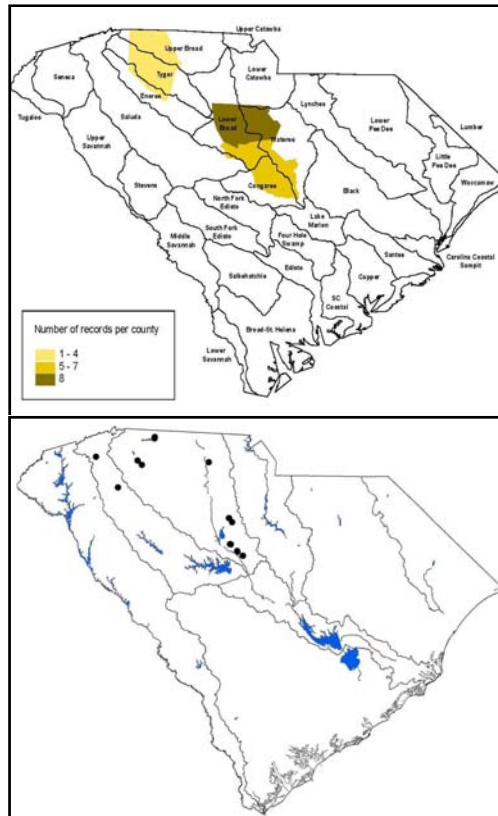 Upper Catawba
Upper Broad
Seneca
Tyger
Lower
Catawba
Enoree
Tugaloo
Saluda
Lynches
Lower
Pee Dee
Lumber
Upper
Savannah
Lower
Broad
Wateree
Little
Pee Dee
Waccamaw
Stevens
Congaree
Black
North Fork
Edisto
Lake
Marion
Middle
Savannah
South Fork
Edisto
Four Hole
Swamp
Santee
Carolina Coastal
Sampit
Salkehatchie
Edisto
Cooper
SC
Coastal
Number of records per county
Broad-St. Helena
1 - 4
5 - 7
8
Lower
Savannah